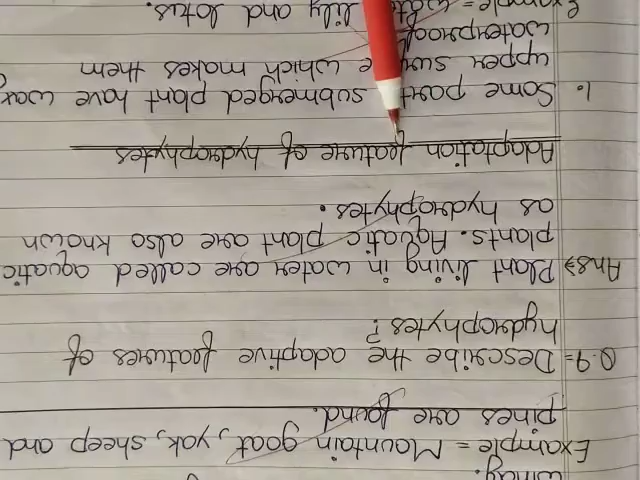 windy.
Example = Mountain goat, yak, sheep and
pines are found.
Q.9= Describe the adaptive features of
hydrophytes?
Ans» Plant living in water are called aquatic
plants. Aquatic plant are also known
as hydrophytes.
Adaptation feature of hydrophytes
1. Some part submerged plant have wax
upper surface which makes them
waterproof
Example = water lily and lotus.